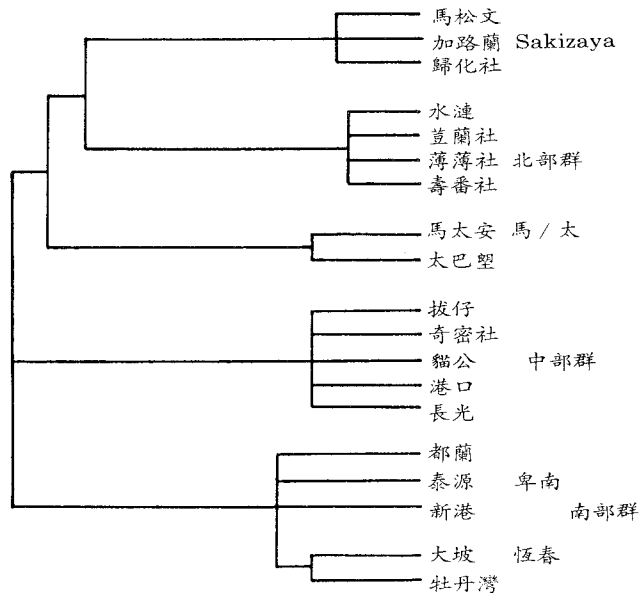 馬松文
加路蘭 Sakizaya
歸化社
水漣
荳蘭社
薄薄社 北部群
壽番社
馬太安 馬/太
太巴塱
拔仔
奇密社
貓公 中部群
港口
長光
都蘭
泰源 卑南
新港 南部群
大坡 恆春
牡丹灣